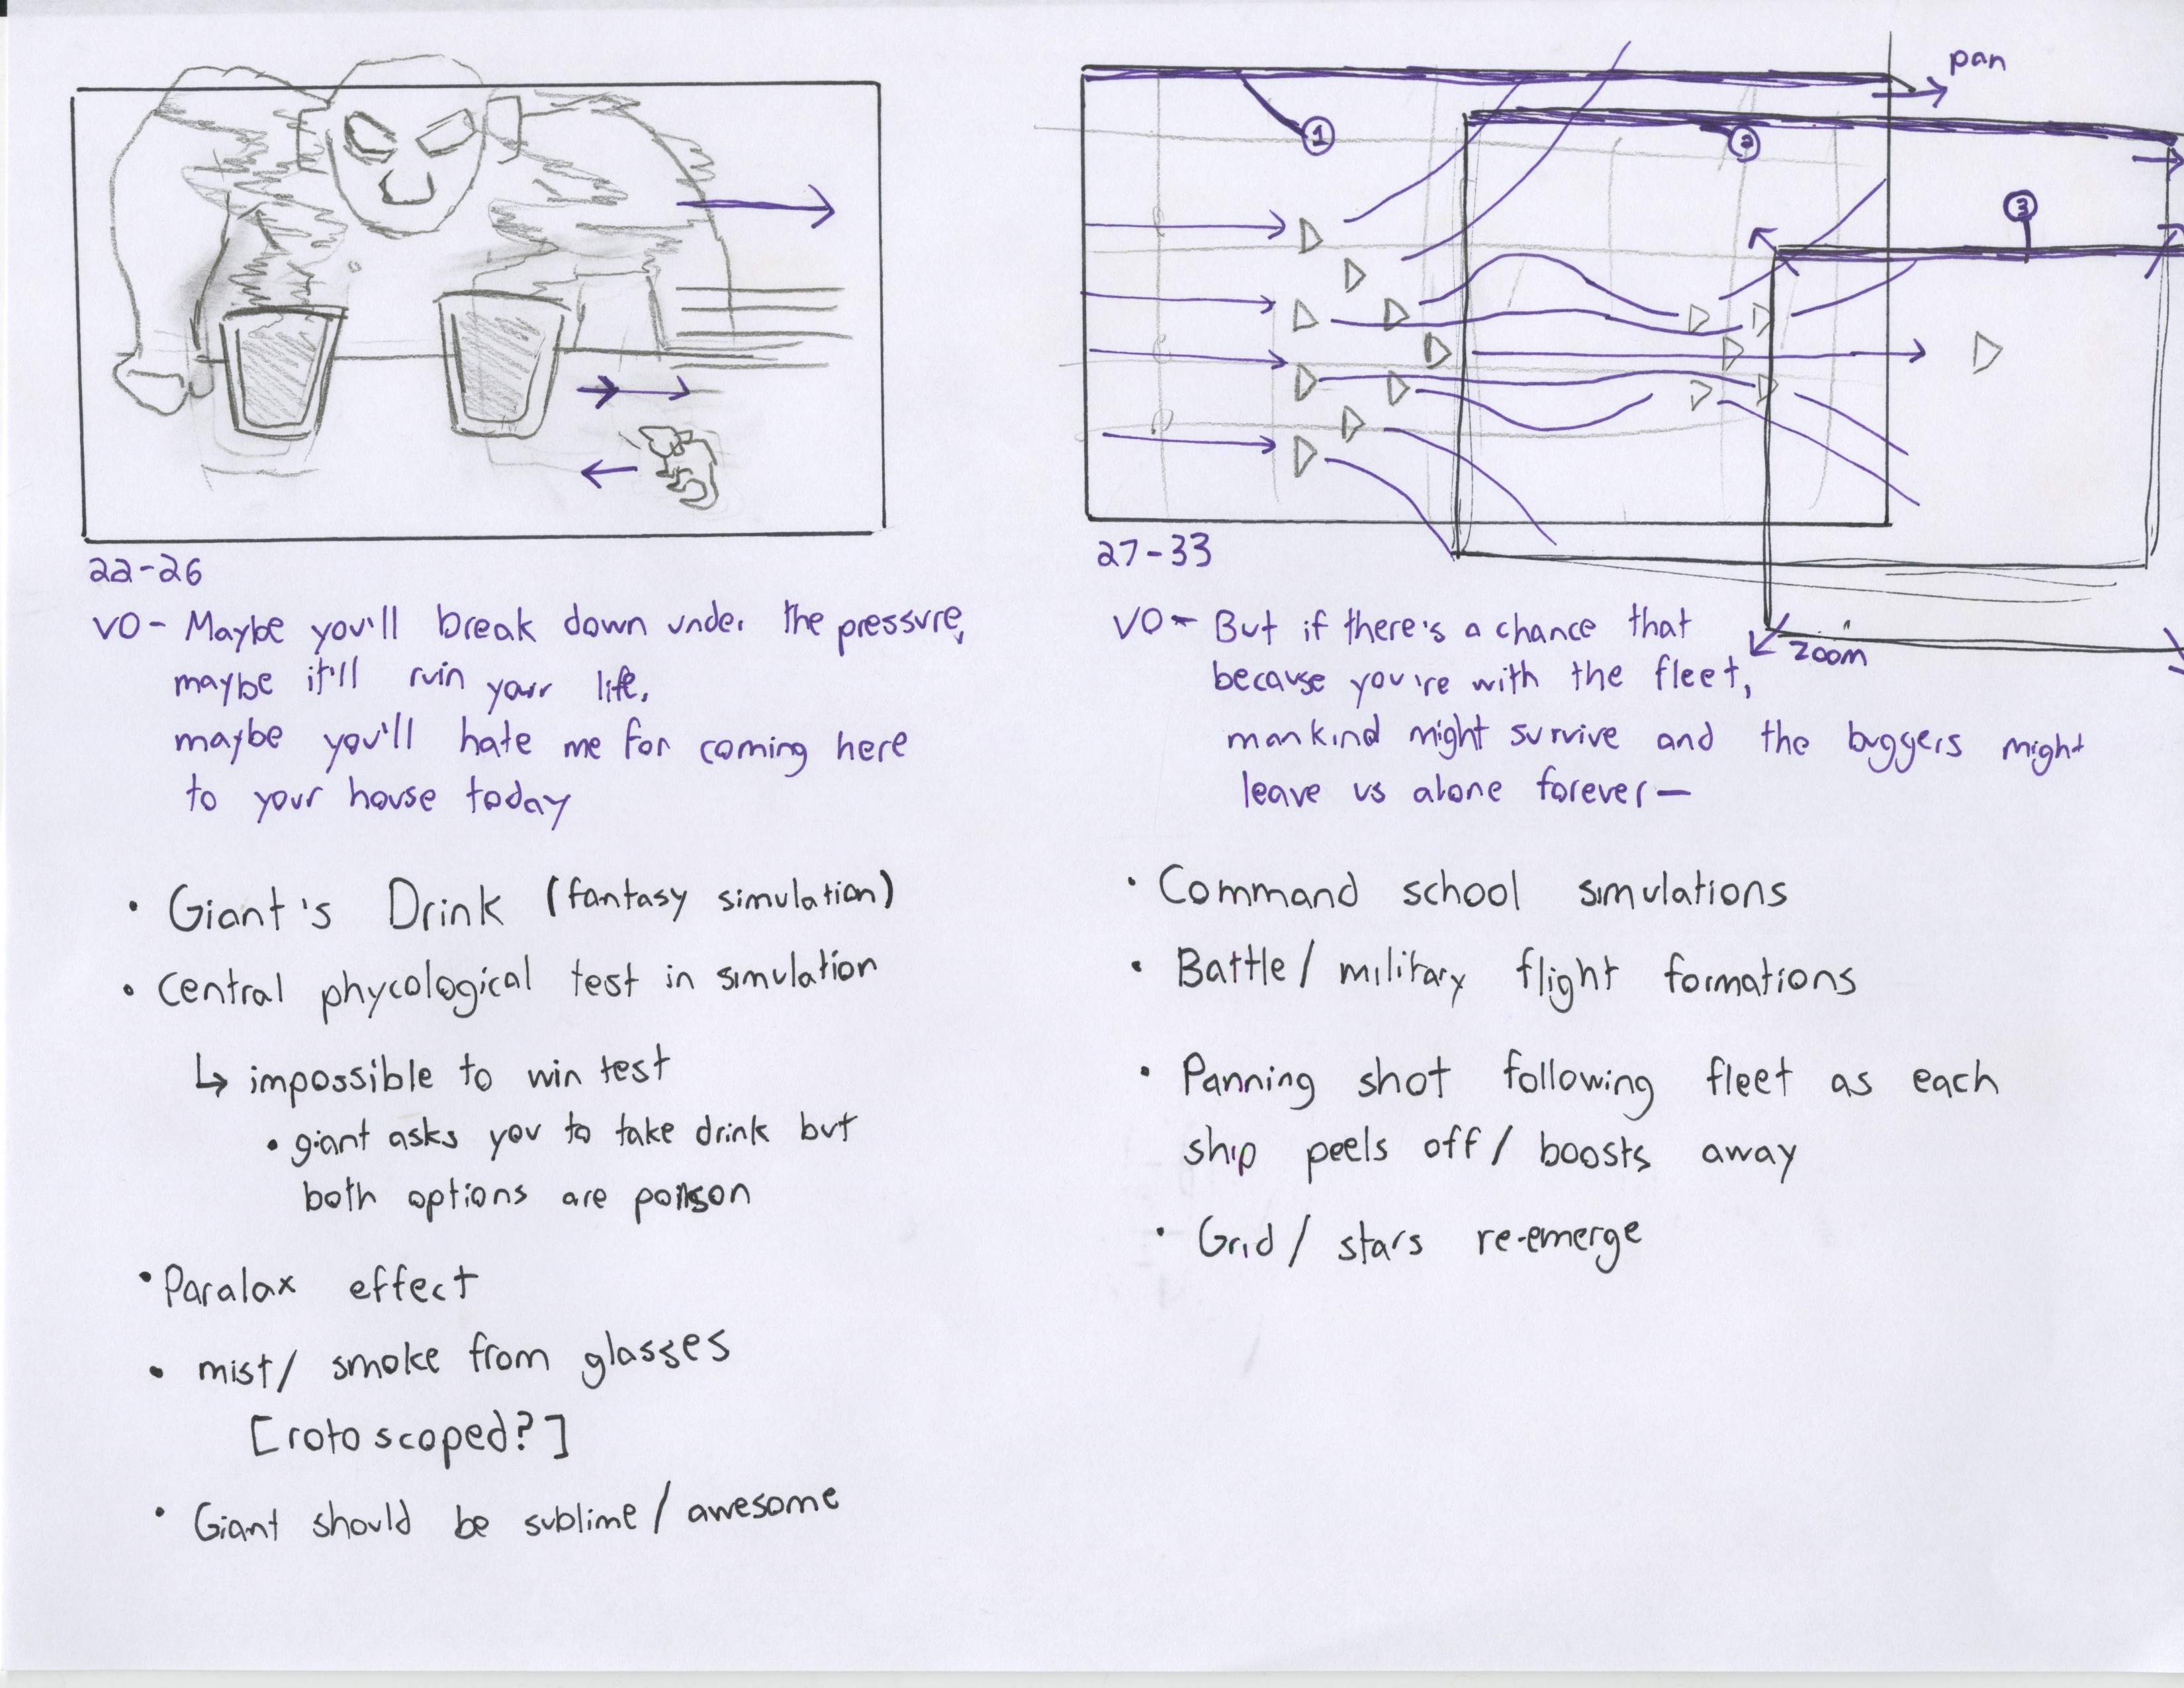 pan
1
2
3
zoom
22-26
VO- Maybe you'll break down under the pressure,
maybe it'll ruin your life,
maybe you'll hate me for coming here
to your house today
• Giant's Drink (fantasy simulation)
• Central phycological test in simulation
↳ impossible to win test
• giant asks you to take drink but
both options are poison
• Paralax effect
• mist/ smoke from glasses
[rotoscoped?]
• Giant should be sublime/ awesome
27-33
VO- But if there's a chance that
because you're with the fleet,
mankind might survive and the buggers might
leave us alone forever—
• Command school simulations
• Battle/ military flight formations
• Panning shot following fleet as each
ship peels off/ boosts away
• Grid/ stars re-emerge